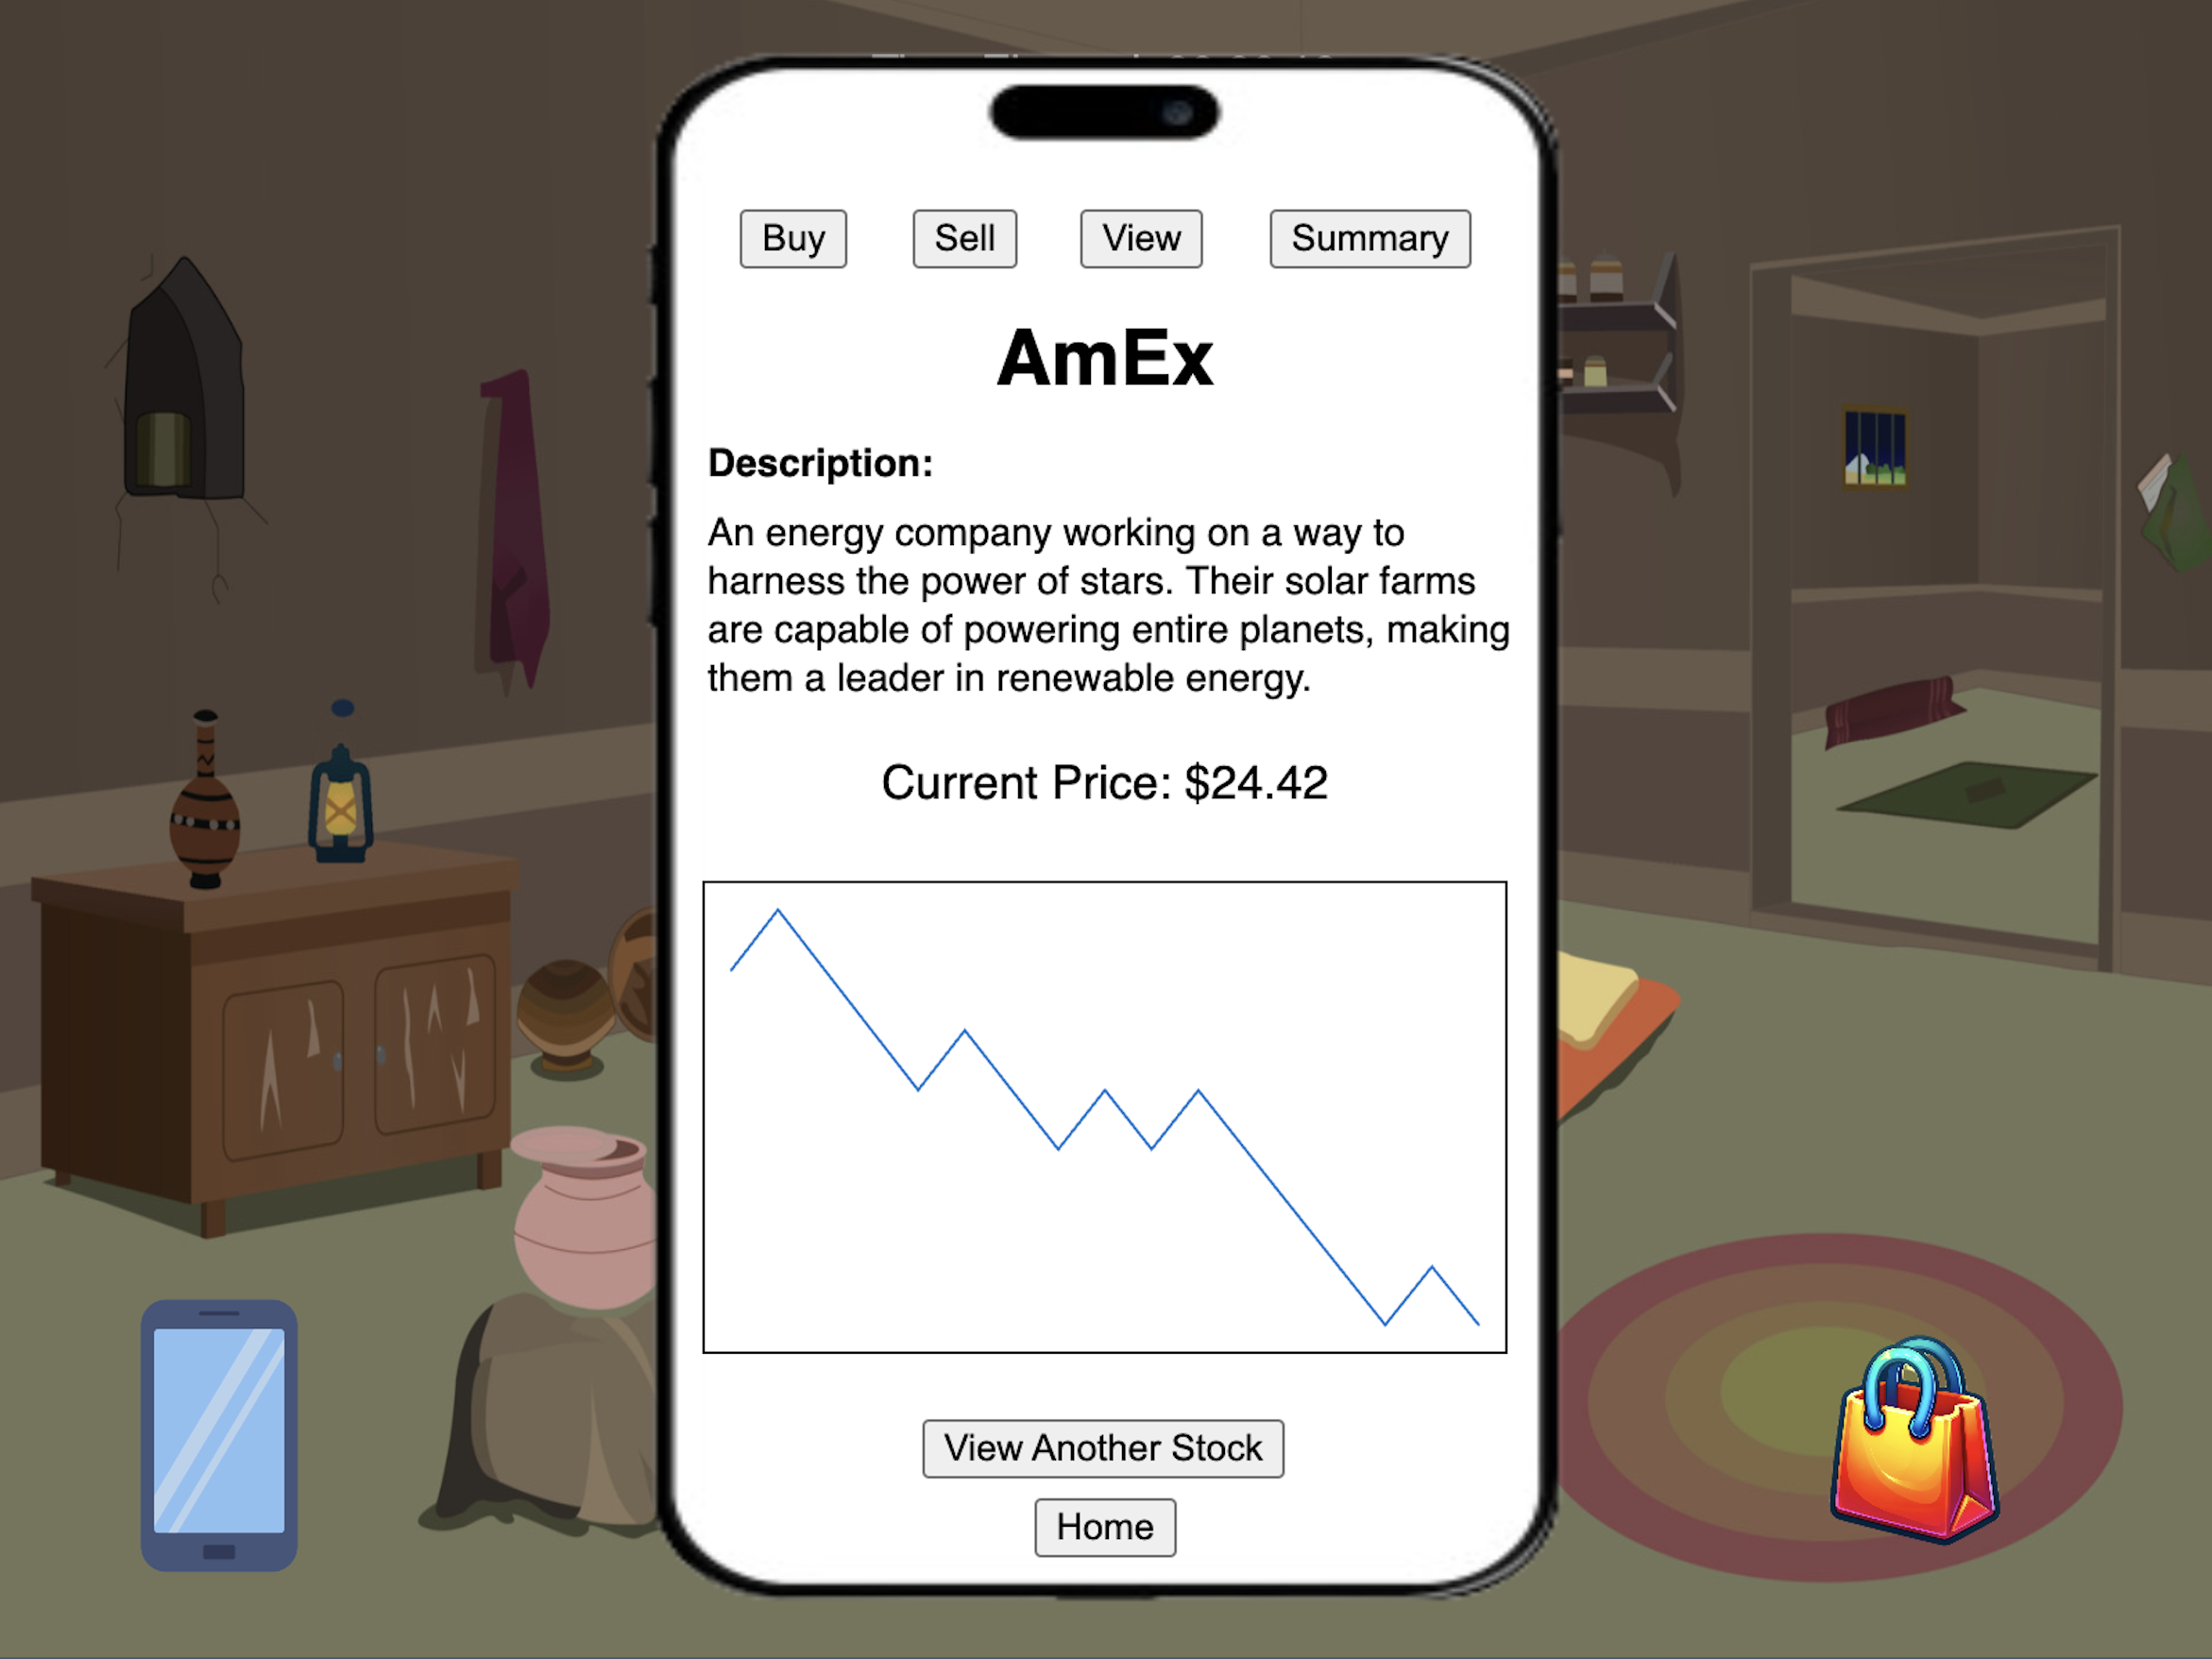 Buy Sell View Summary
AmEx
Description:
An energy company working on a way to
harness the power of stars. Their solar farms
are capable of powering entire planets, making
them a leader in renewable energy.
Current Price: $24.42
View Another Stock
Home